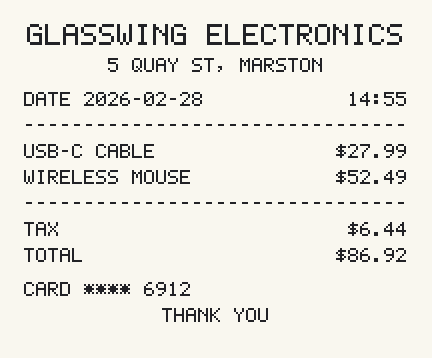 GLASSWING ELECTRONICS
5 QUAY ST, MARSTON
DATE 2026-02-28 14:55
--------------------------------
USB-C CABLE $27.99
WIRELESS MOUSE $52.49
--------------------------------
TAX $6.44
TOTAL $86.92
CARD **** 6912
THANK YOU